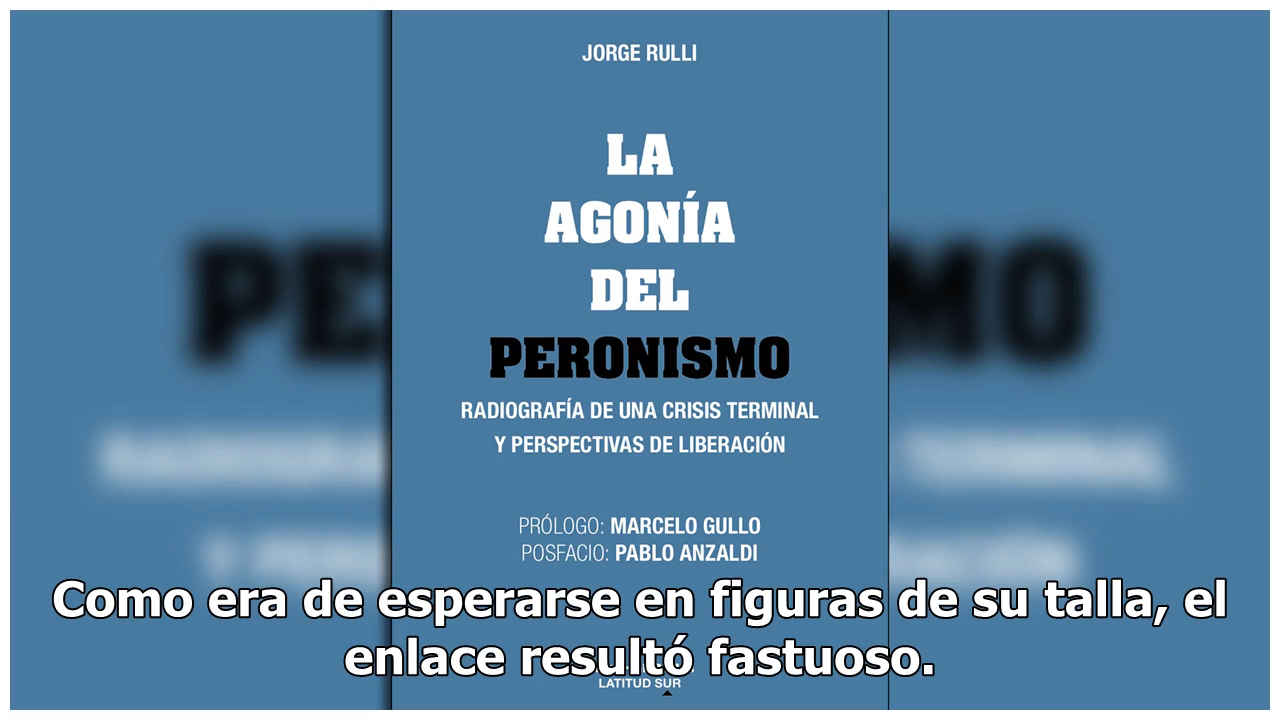 JORGE RULLI
LA
AGONÍA
DEL
PERONISMO
RADIOGRAFÍA DE UNA CRISIS TERMINAL
Y PERSPECTIVAS DE LIBERACIÓN
PRÓLOGO: MARCELO GULLO
POSFACIO: PABLO ANZALDI
Como era de esperarse en figuras de su talla, el
enlace resultó fastuoso.
LATITUD SUR